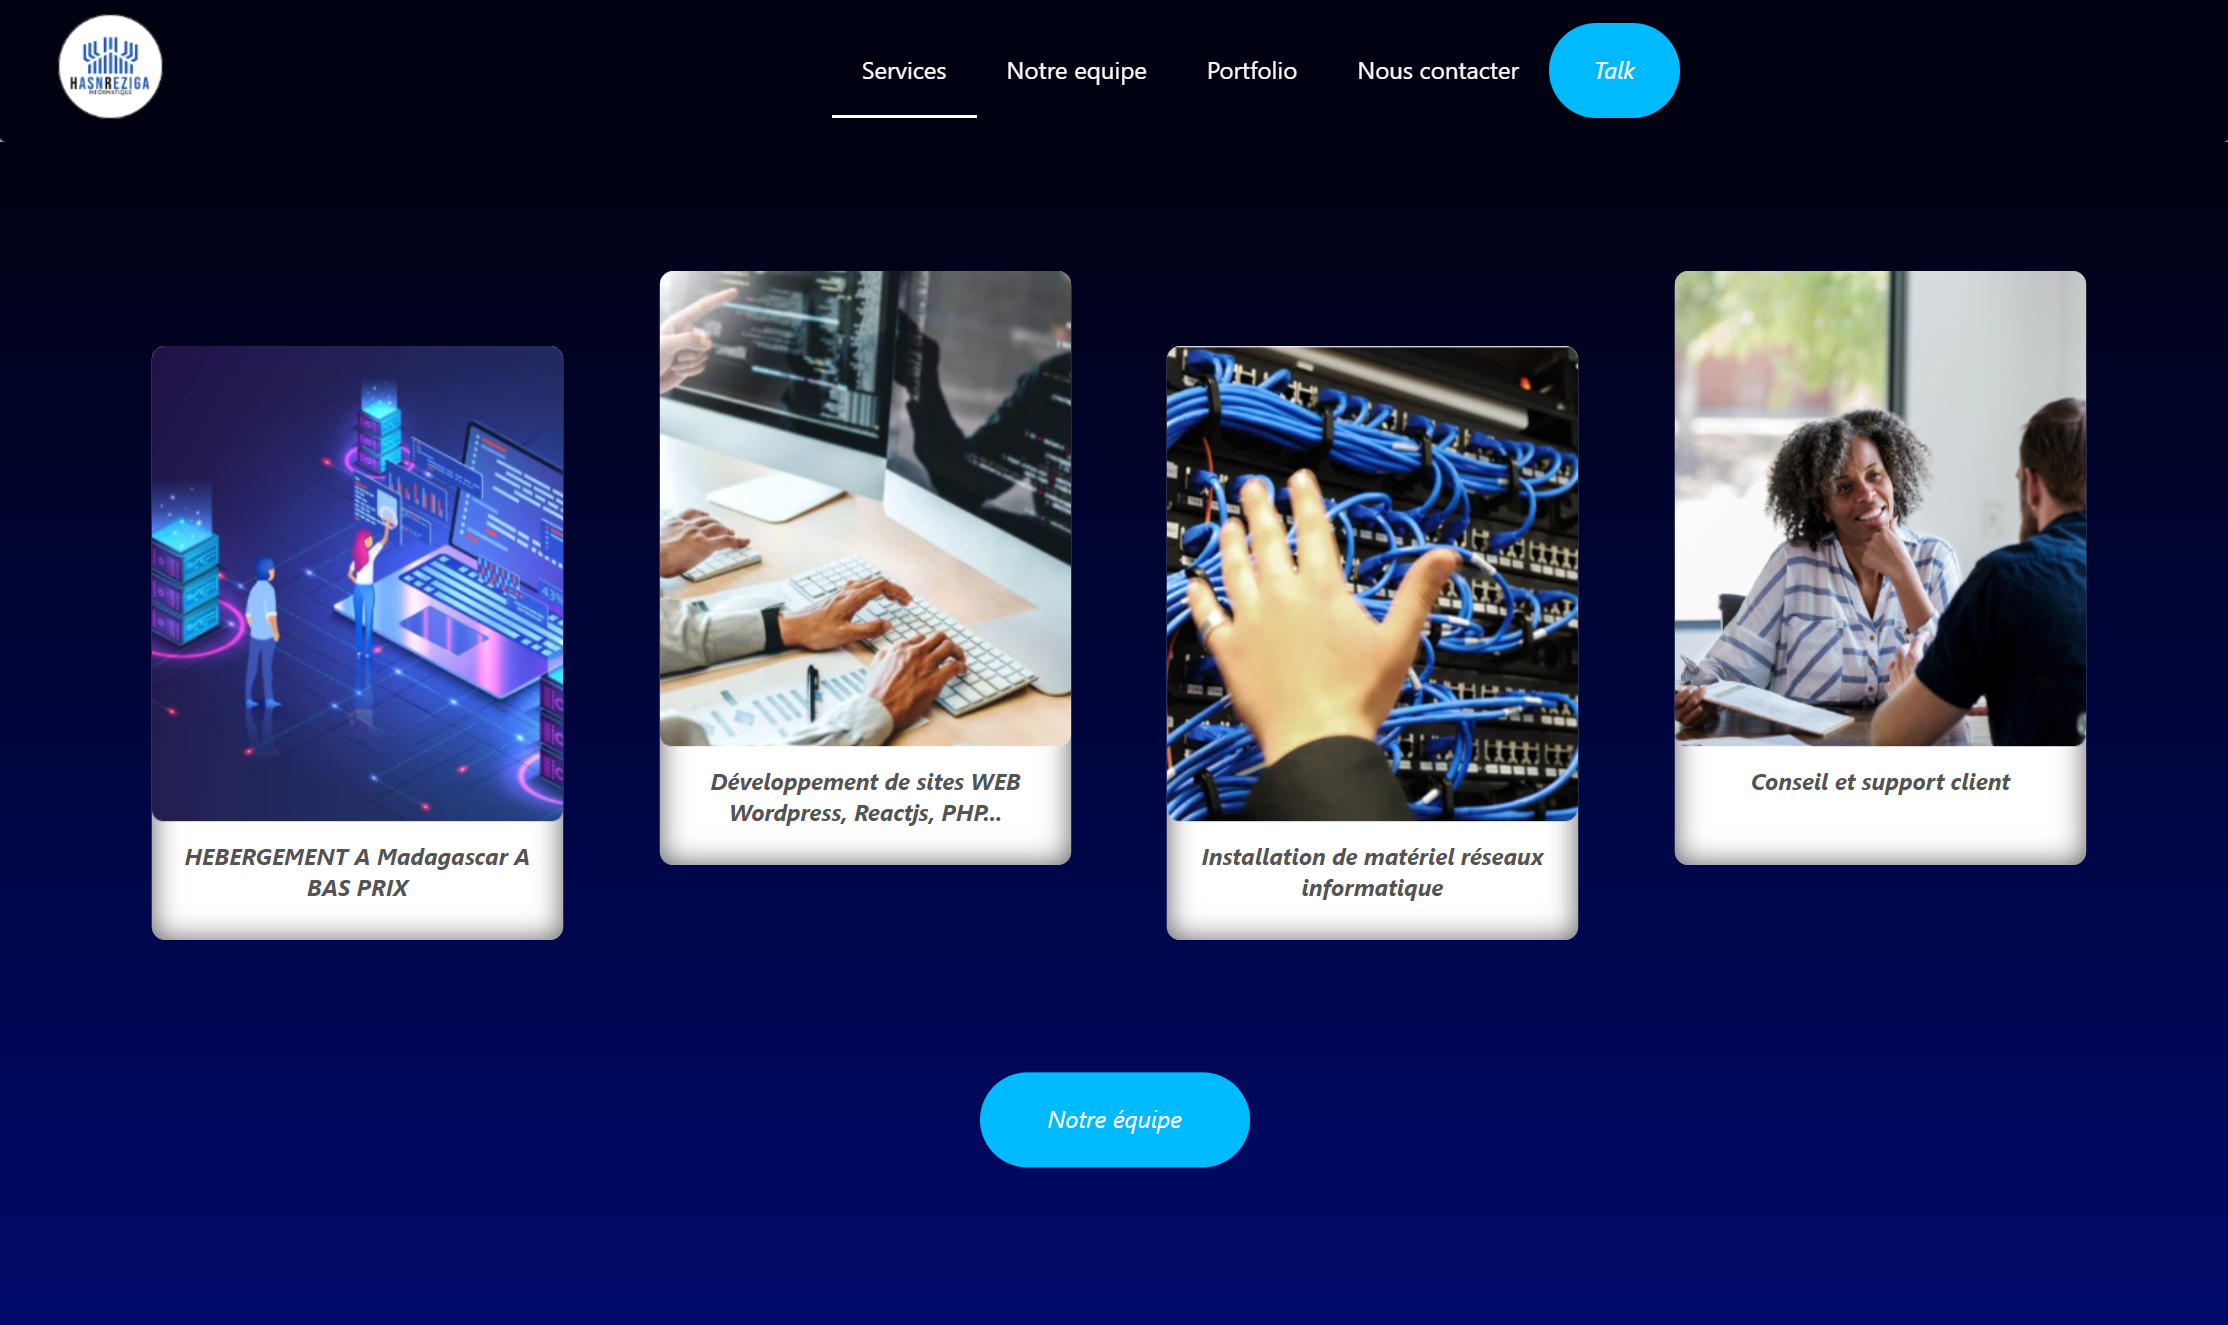 HASNREZIGA
INFORMATIQUE
Services
Notre equipe
Portfolio
Nous contacter
Talk
43%
HEBERGEMENT A Madagascar A
BAS PRIX
Développement de sites WEB
Wordpress, Reactjs, PHP...
Installation de matériel réseaux
informatique
Conseil et support client
Notre équipe